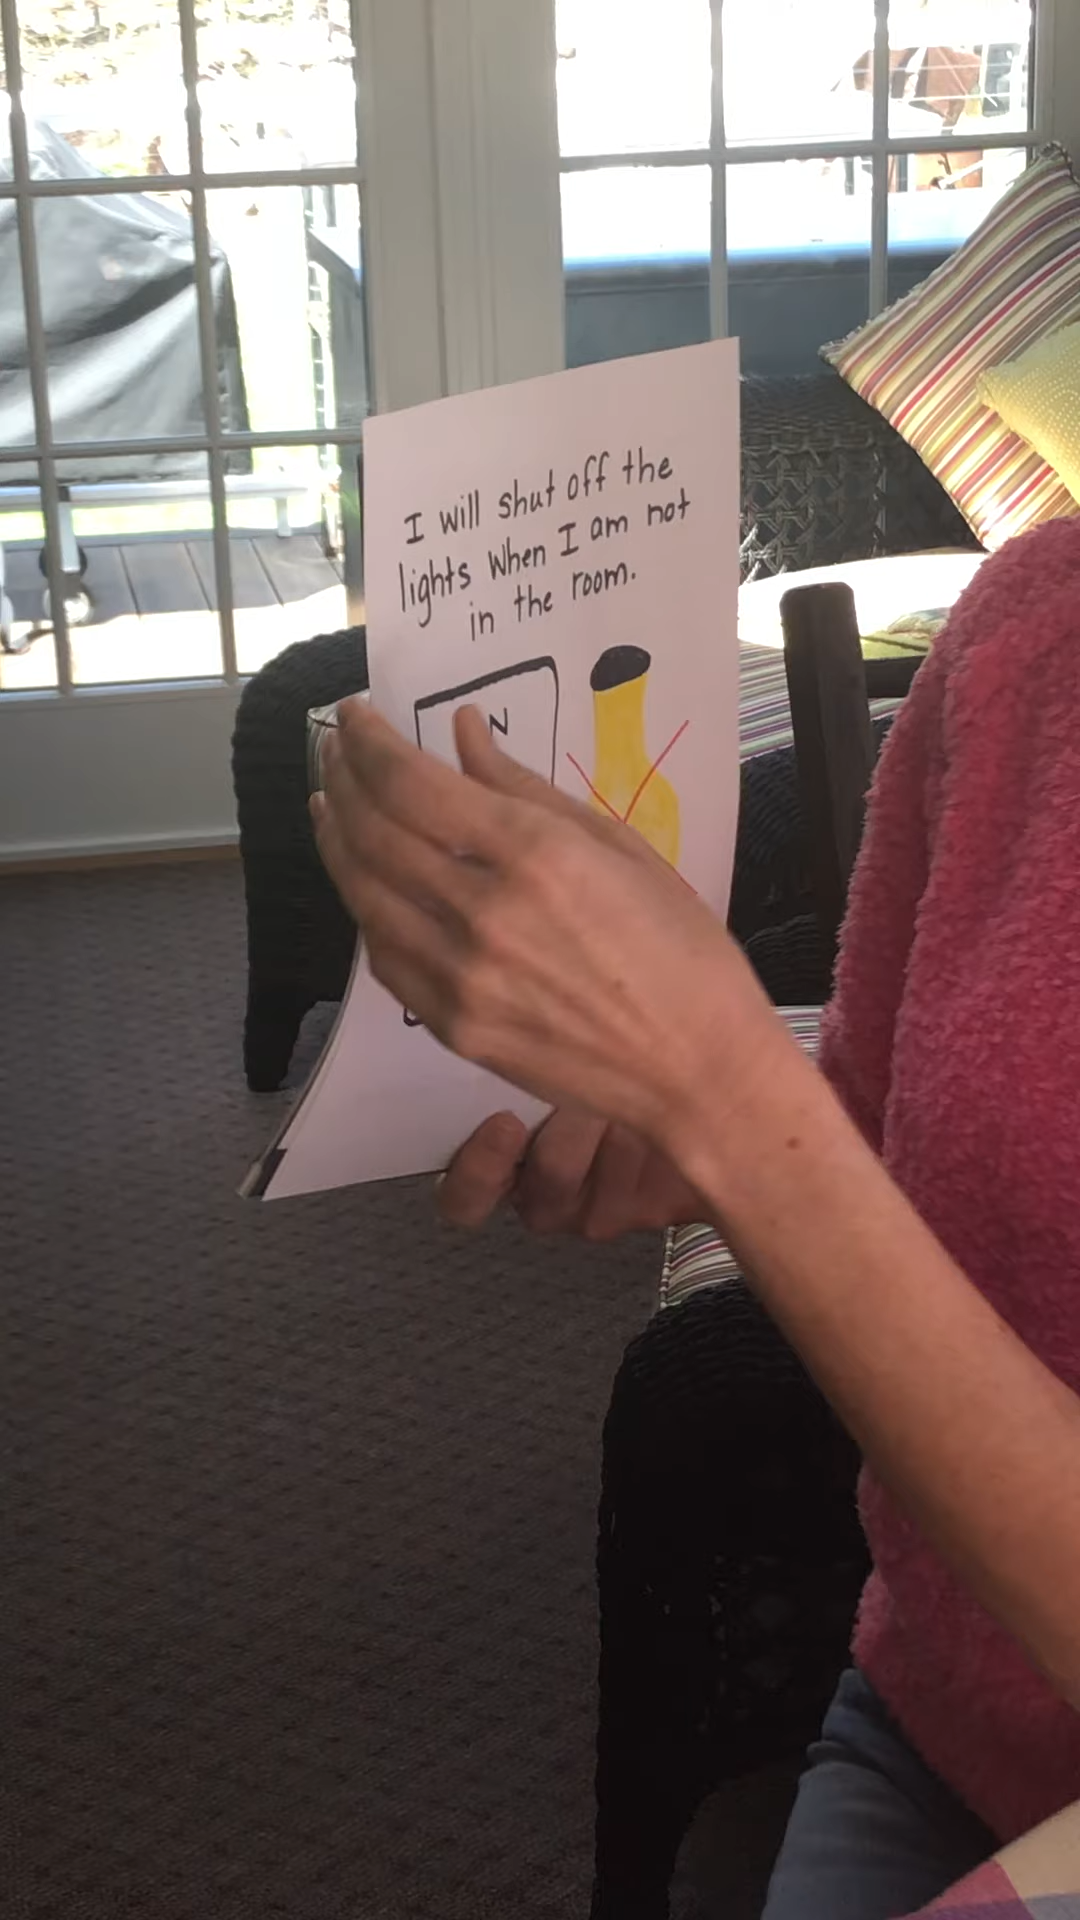 I will shut off the
lights when I am not
in the room.
N